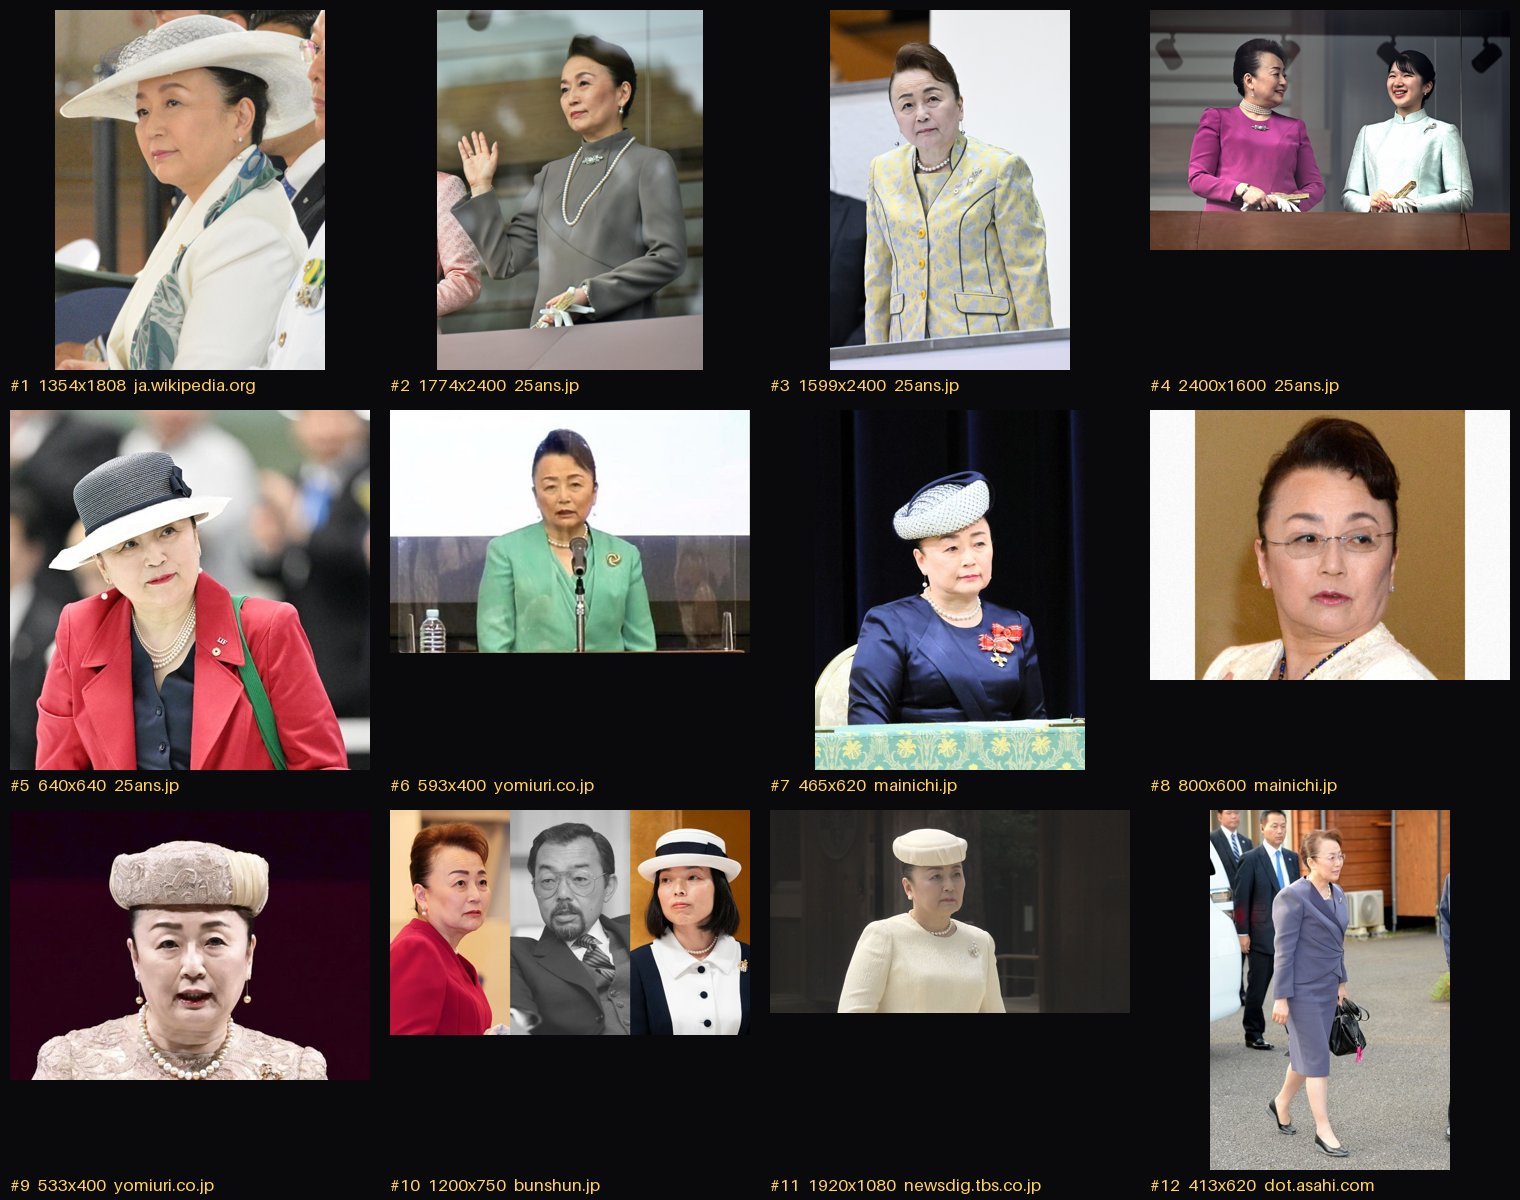 #1 1354x1808 ja.wikipedia.org
#2 1774x2400 25ans.jp
#3 1599x2400 25ans.jp
#4 2400x1600 25ans.jp
#5 640x640 25ans.jp
#6 593x400 yomiuri.co.jp
#7 465x620 mainichi.jp
#8 800x600 mainichi.jp
#9 533x400 yomiuri.co.jp
#10 1200x750 bunshun.jp
#11 1920x1080 newsdig.tbs.co.jp
#12 413x620 dot.asahi.com